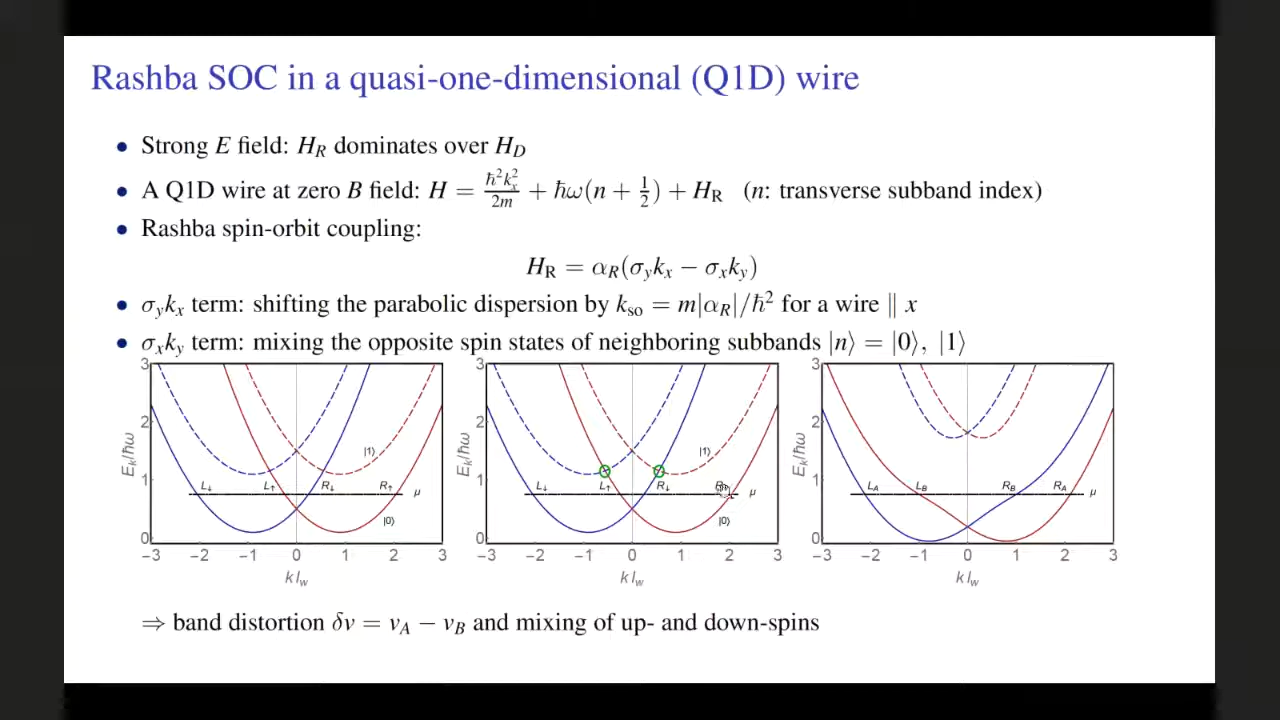 Rashba SOC in a quasi-one-dimensional (Q1D) wire
• Strong E field: H_R dominates over H_D
• A Q1D wire at zero B field: H = ħ²k_x²/2m + ħω(n + 1/2) + H_R (n: transverse subband index)
• Rashba spin-orbit coupling:
H_R = α_R(σ_y k_x − σ_x k_y)
• σ_y k_x term: shifting the parabolic dispersion by k_so = m|α_R|/ħ² for a wire ∥ x
• σ_x k_y term: mixing the opposite spin states of neighboring subbands |n⟩ = |0⟩, |1⟩
3 3 3
2 2 2
E_k/ħω E_k/ħω E_k/ħω
|1⟩ |1⟩
1 1 1
L↓ L↑ R↓ R↑ μ L↓ L↑ R↓ μ L_A L_B R_B R_A μ
|0⟩ |0⟩
0 0 0
−3 −2 −1 0 1 2 3 −3 −2 −1 0 1 2 3 −3 −2 −1 0 1 2 3
k l_w k l_w k l_w
⇒ band distortion δv = v_A − v_B and mixing of up- and down-spins